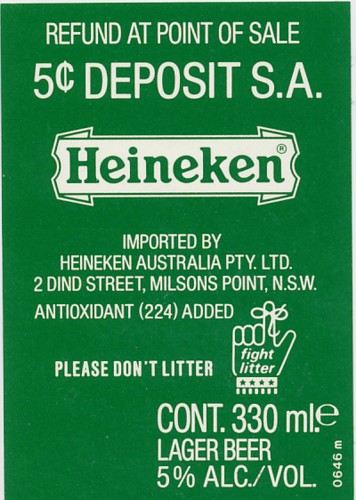 REFUND AT POINT OF SALE
5¢ DEPOSIT S.A.
Heineken®
IMPORTED BY
HEINEKEN AUSTRALIA PTY. LTD.
2 DIND STREET, MILSONS POINT, N.S.W.
ANTIOXIDANT (224) ADDED
fight
litter
PLEASE DON'T LITTER
CONT. 330 ml.e
LAGER BEER
5% ALC./VOL.
0646 m